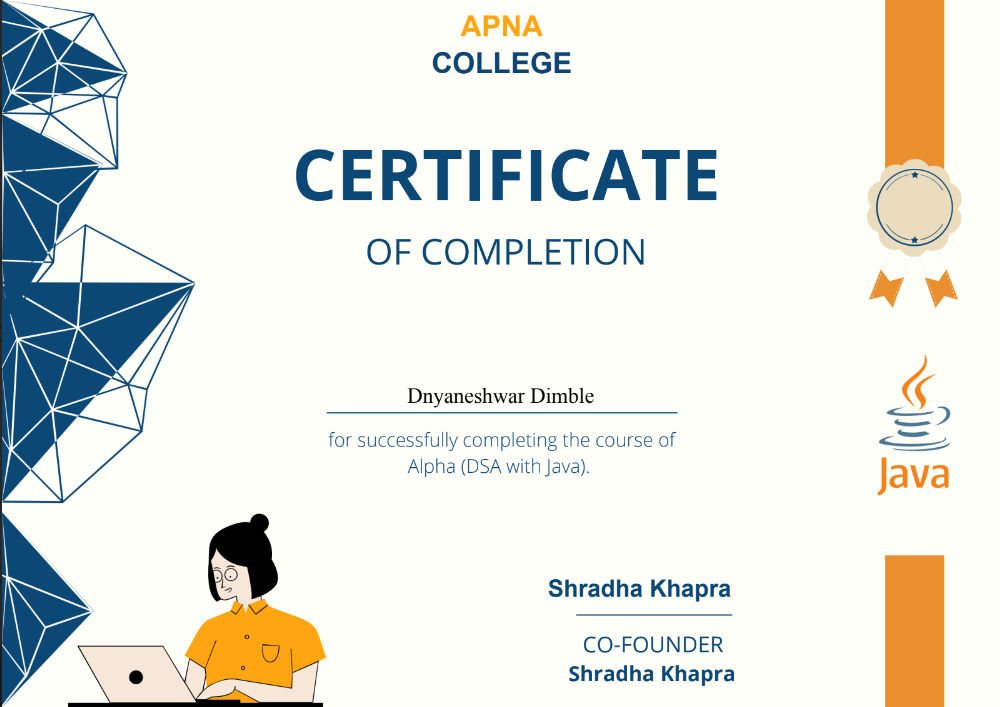 APNA
COLLEGE
CERTIFICATE
OF COMPLETION
Dnyaneshwar Dimble
for successfully completing the course of
Alpha (DSA with Java).
Java
Shradha Khapra
CO-FOUNDER
Shradha Khapra